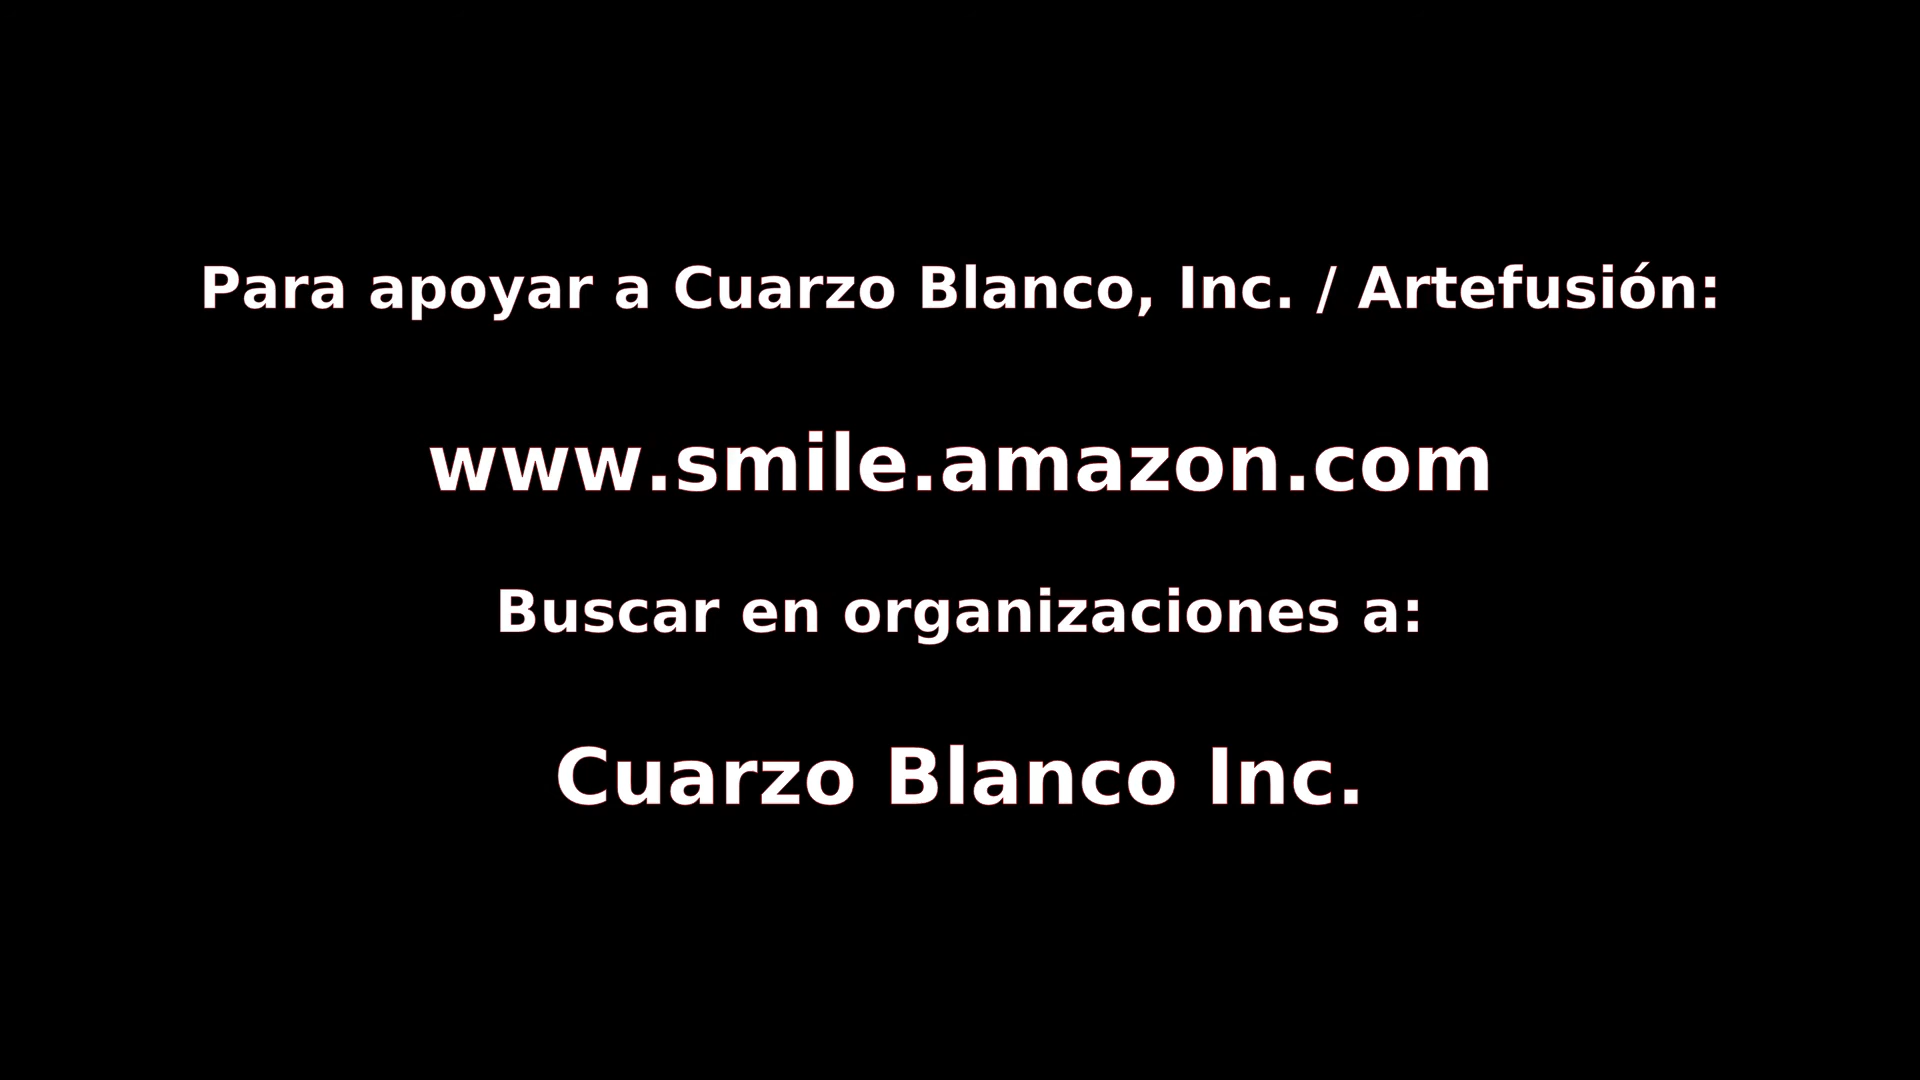 Para apoyar a Cuarzo Blanco, Inc. / Artefusión:
www.smile.amazon.com
Buscar en organizaciones a:
Cuarzo Blanco Inc.